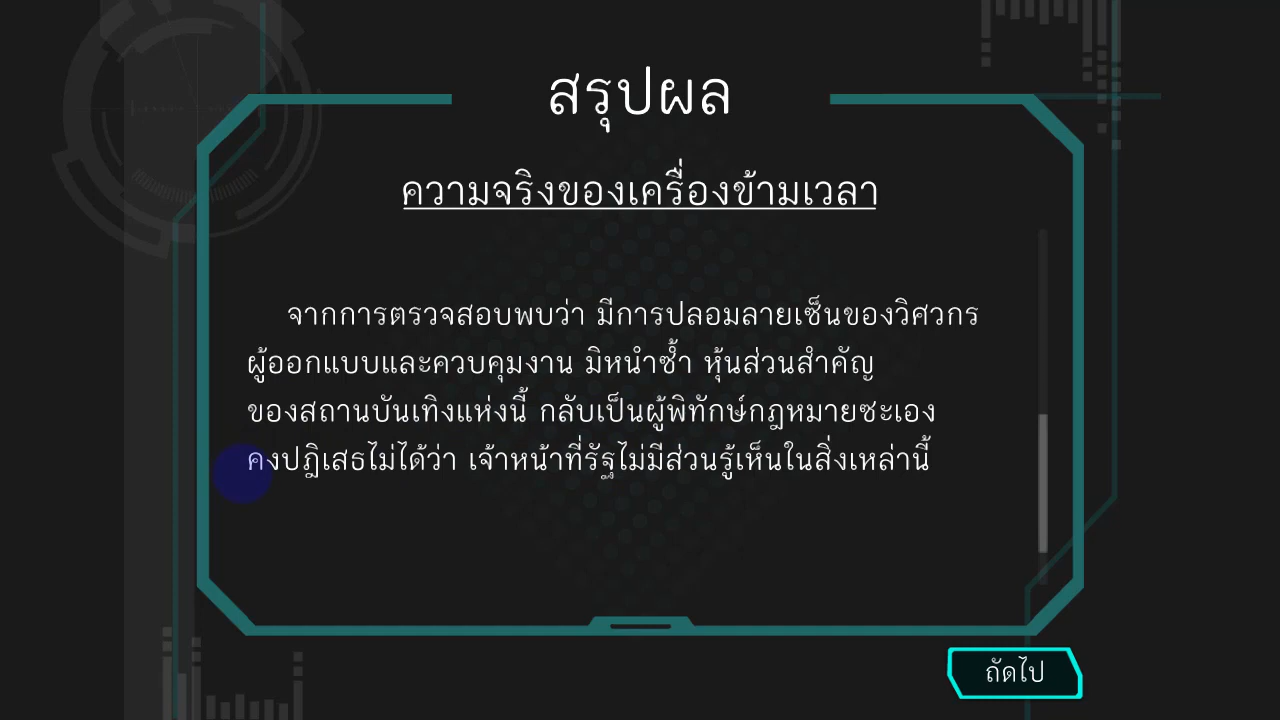 สรุปผล
ความจริงของเครื่องข้ามเวลา
จากการตรวจสอบพบว่า มีการปลอมลายเซ็นของวิศวกร
ผู้ออกแบบและควบคุมงาน มิหนำซ้ำ หุ้นส่วนสำคัญ
ของสถานบันเทิงแห่งนี้ กลับเป็นผู้พิทักษ์กฎหมายซะเอง
คงปฎิเสธไม่ได้ว่า เจ้าหน้าที่รัฐไม่มีส่วนรู้เห็นในสิ่งเหล่านี้
ถัดไป